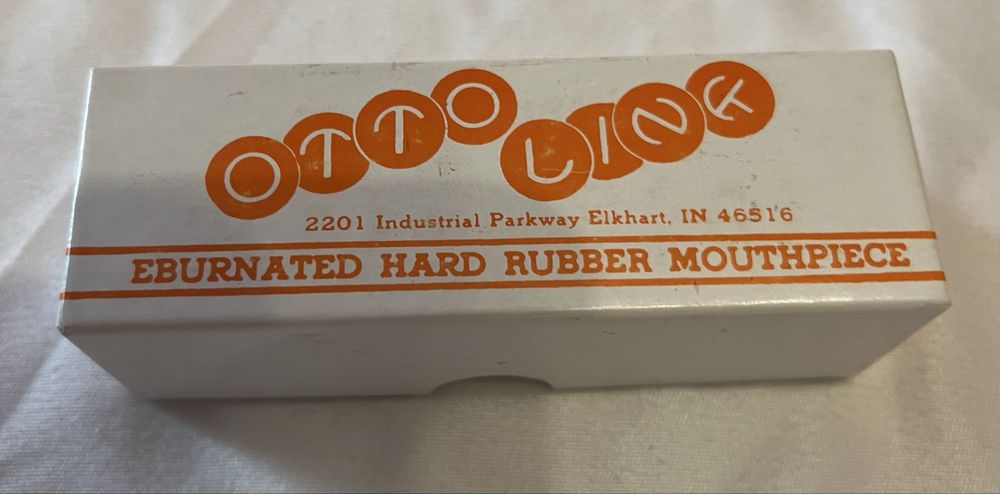 OTTO LINK
2201 Industrial Parkway Elkhart, IN 46516
EBURNATED HARD RUBBER MOUTHPIECE